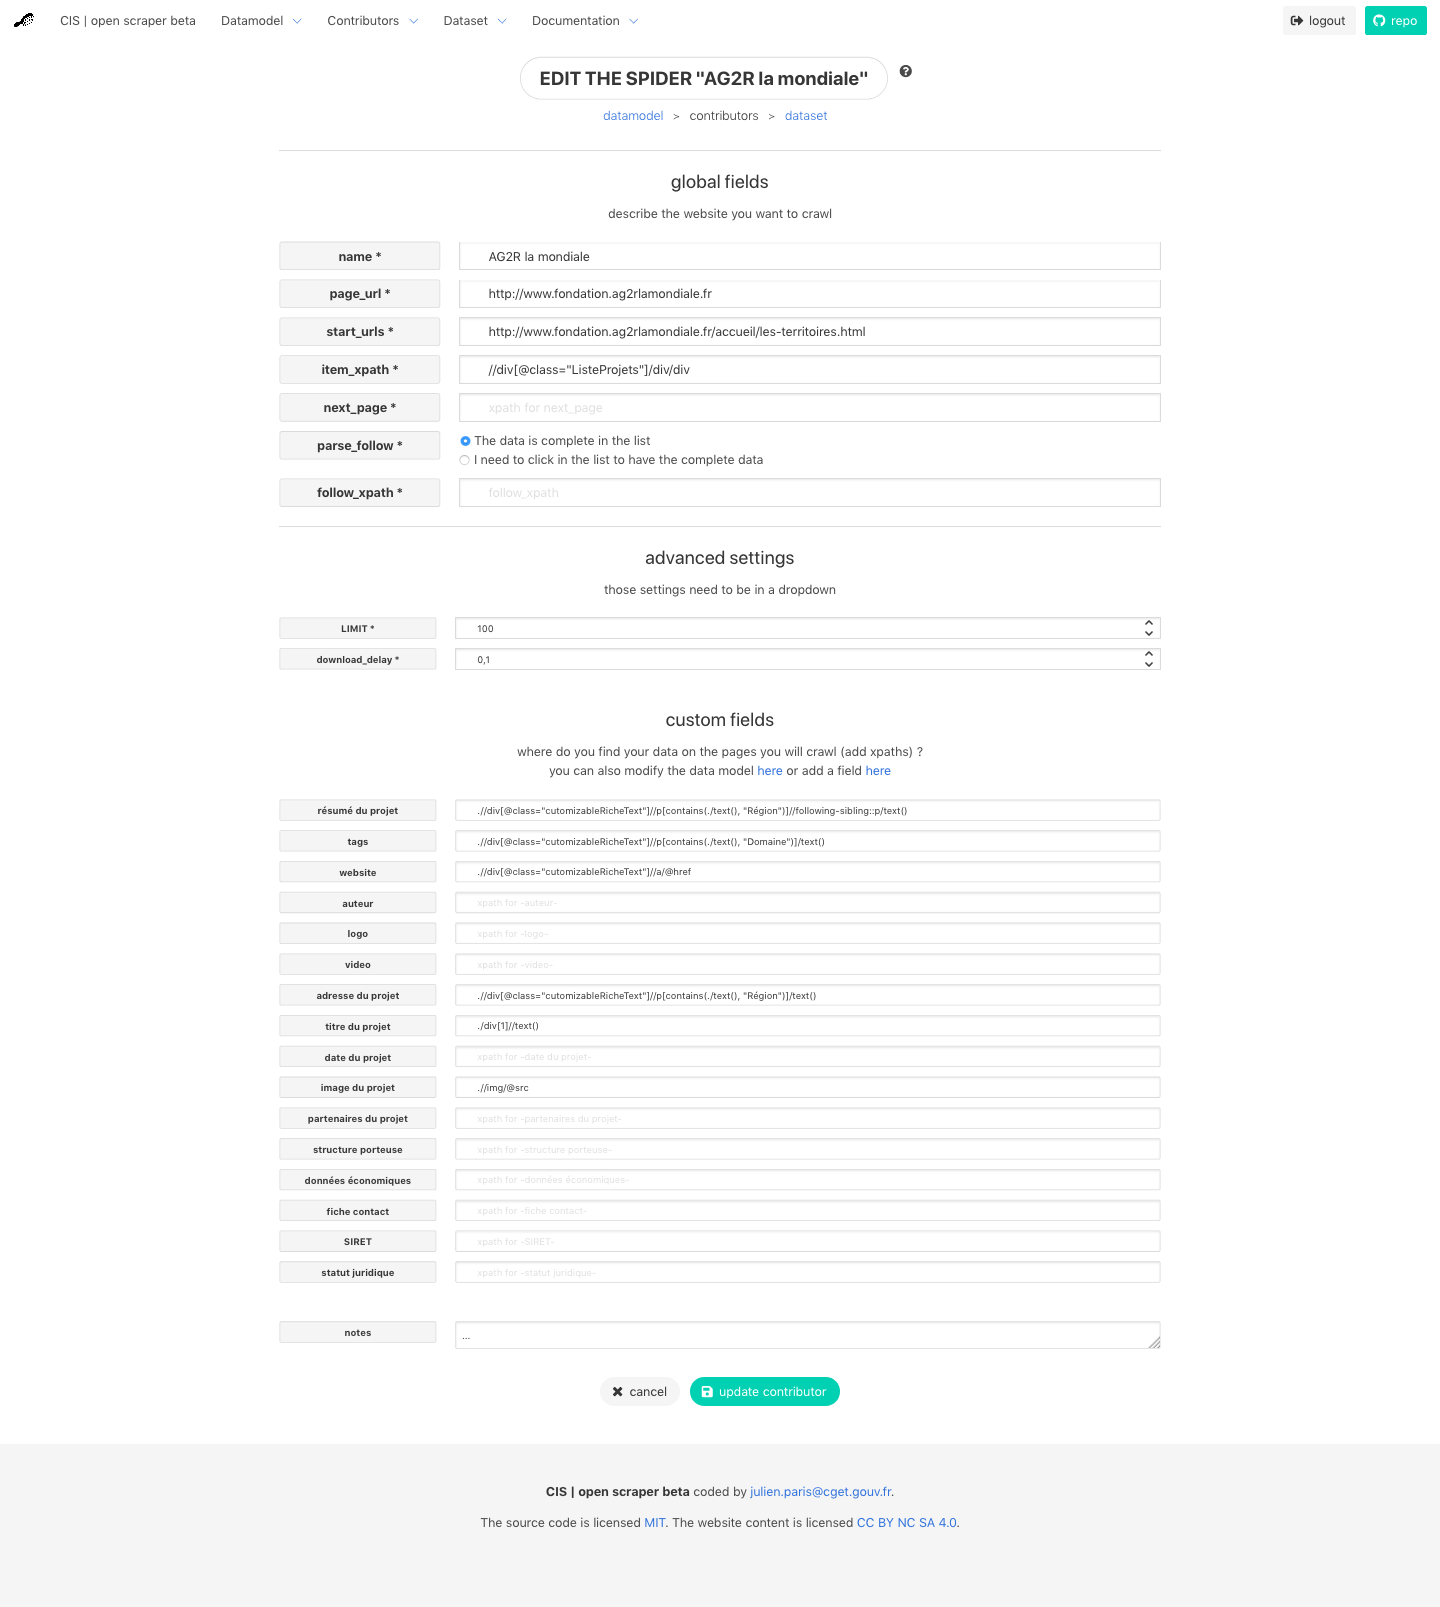 CIS | open scraper beta Datamodel Contributors Dataset Documentation logout repo
EDIT THE SPIDER "AG2R la mondiale"
datamodel > contributors > dataset
global fields
describe the website you want to crawl
name * AG2R la mondiale
page_url * http://www.fondation.ag2rlamondiale.fr
start_urls * http://www.fondation.ag2rlamondiale.fr/accueil/les-territoires.html
item_xpath * //div[@class="ListeProjets"]/div/div
next_page * xpath for next_page
parse_follow * The data is complete in the list
I need to click in the list to have the complete data
follow_xpath * follow_xpath
advanced settings
those settings need to be in a dropdown
LIMIT * 100
download_delay * 0,1
custom fields
where do you find your data on the pages you will crawl (add xpaths) ?
you can also modify the data model here or add a field here
résumé du projet .//div[@class="cutomizableRicheText"]//p[contains(./text(), "Région")]//following-sibling::p/text()
tags .//div[@class="cutomizableRicheText"]//p[contains(./text(), "Domaine")]/text()
website .//div[@class="cutomizableRicheText"]//a/@href
auteur xpath for -auteur-
logo xpath for -logo-
video xpath for -video-
adresse du projet .//div[@class="cutomizableRicheText"]//p[contains(./text(), "Région")]/text()
titre du projet ./div[1]//text()
date du projet xpath for -date du projet-
image du projet .//img/@src
partenaires du projet xpath for -partenaires du projet-
structure porteuse xpath for -structure porteuse-
données économiques xpath for -données économiques-
fiche contact xpath for -fiche contact-
SIRET xpath for -SIRET-
statut juridique xpath for -statut juridique-
notes ...
cancel update contributor
CIS | open scraper beta coded by julien.paris@cget.gouv.fr.
The source code is licensed MIT. The website content is licensed CC BY NC SA 4.0.